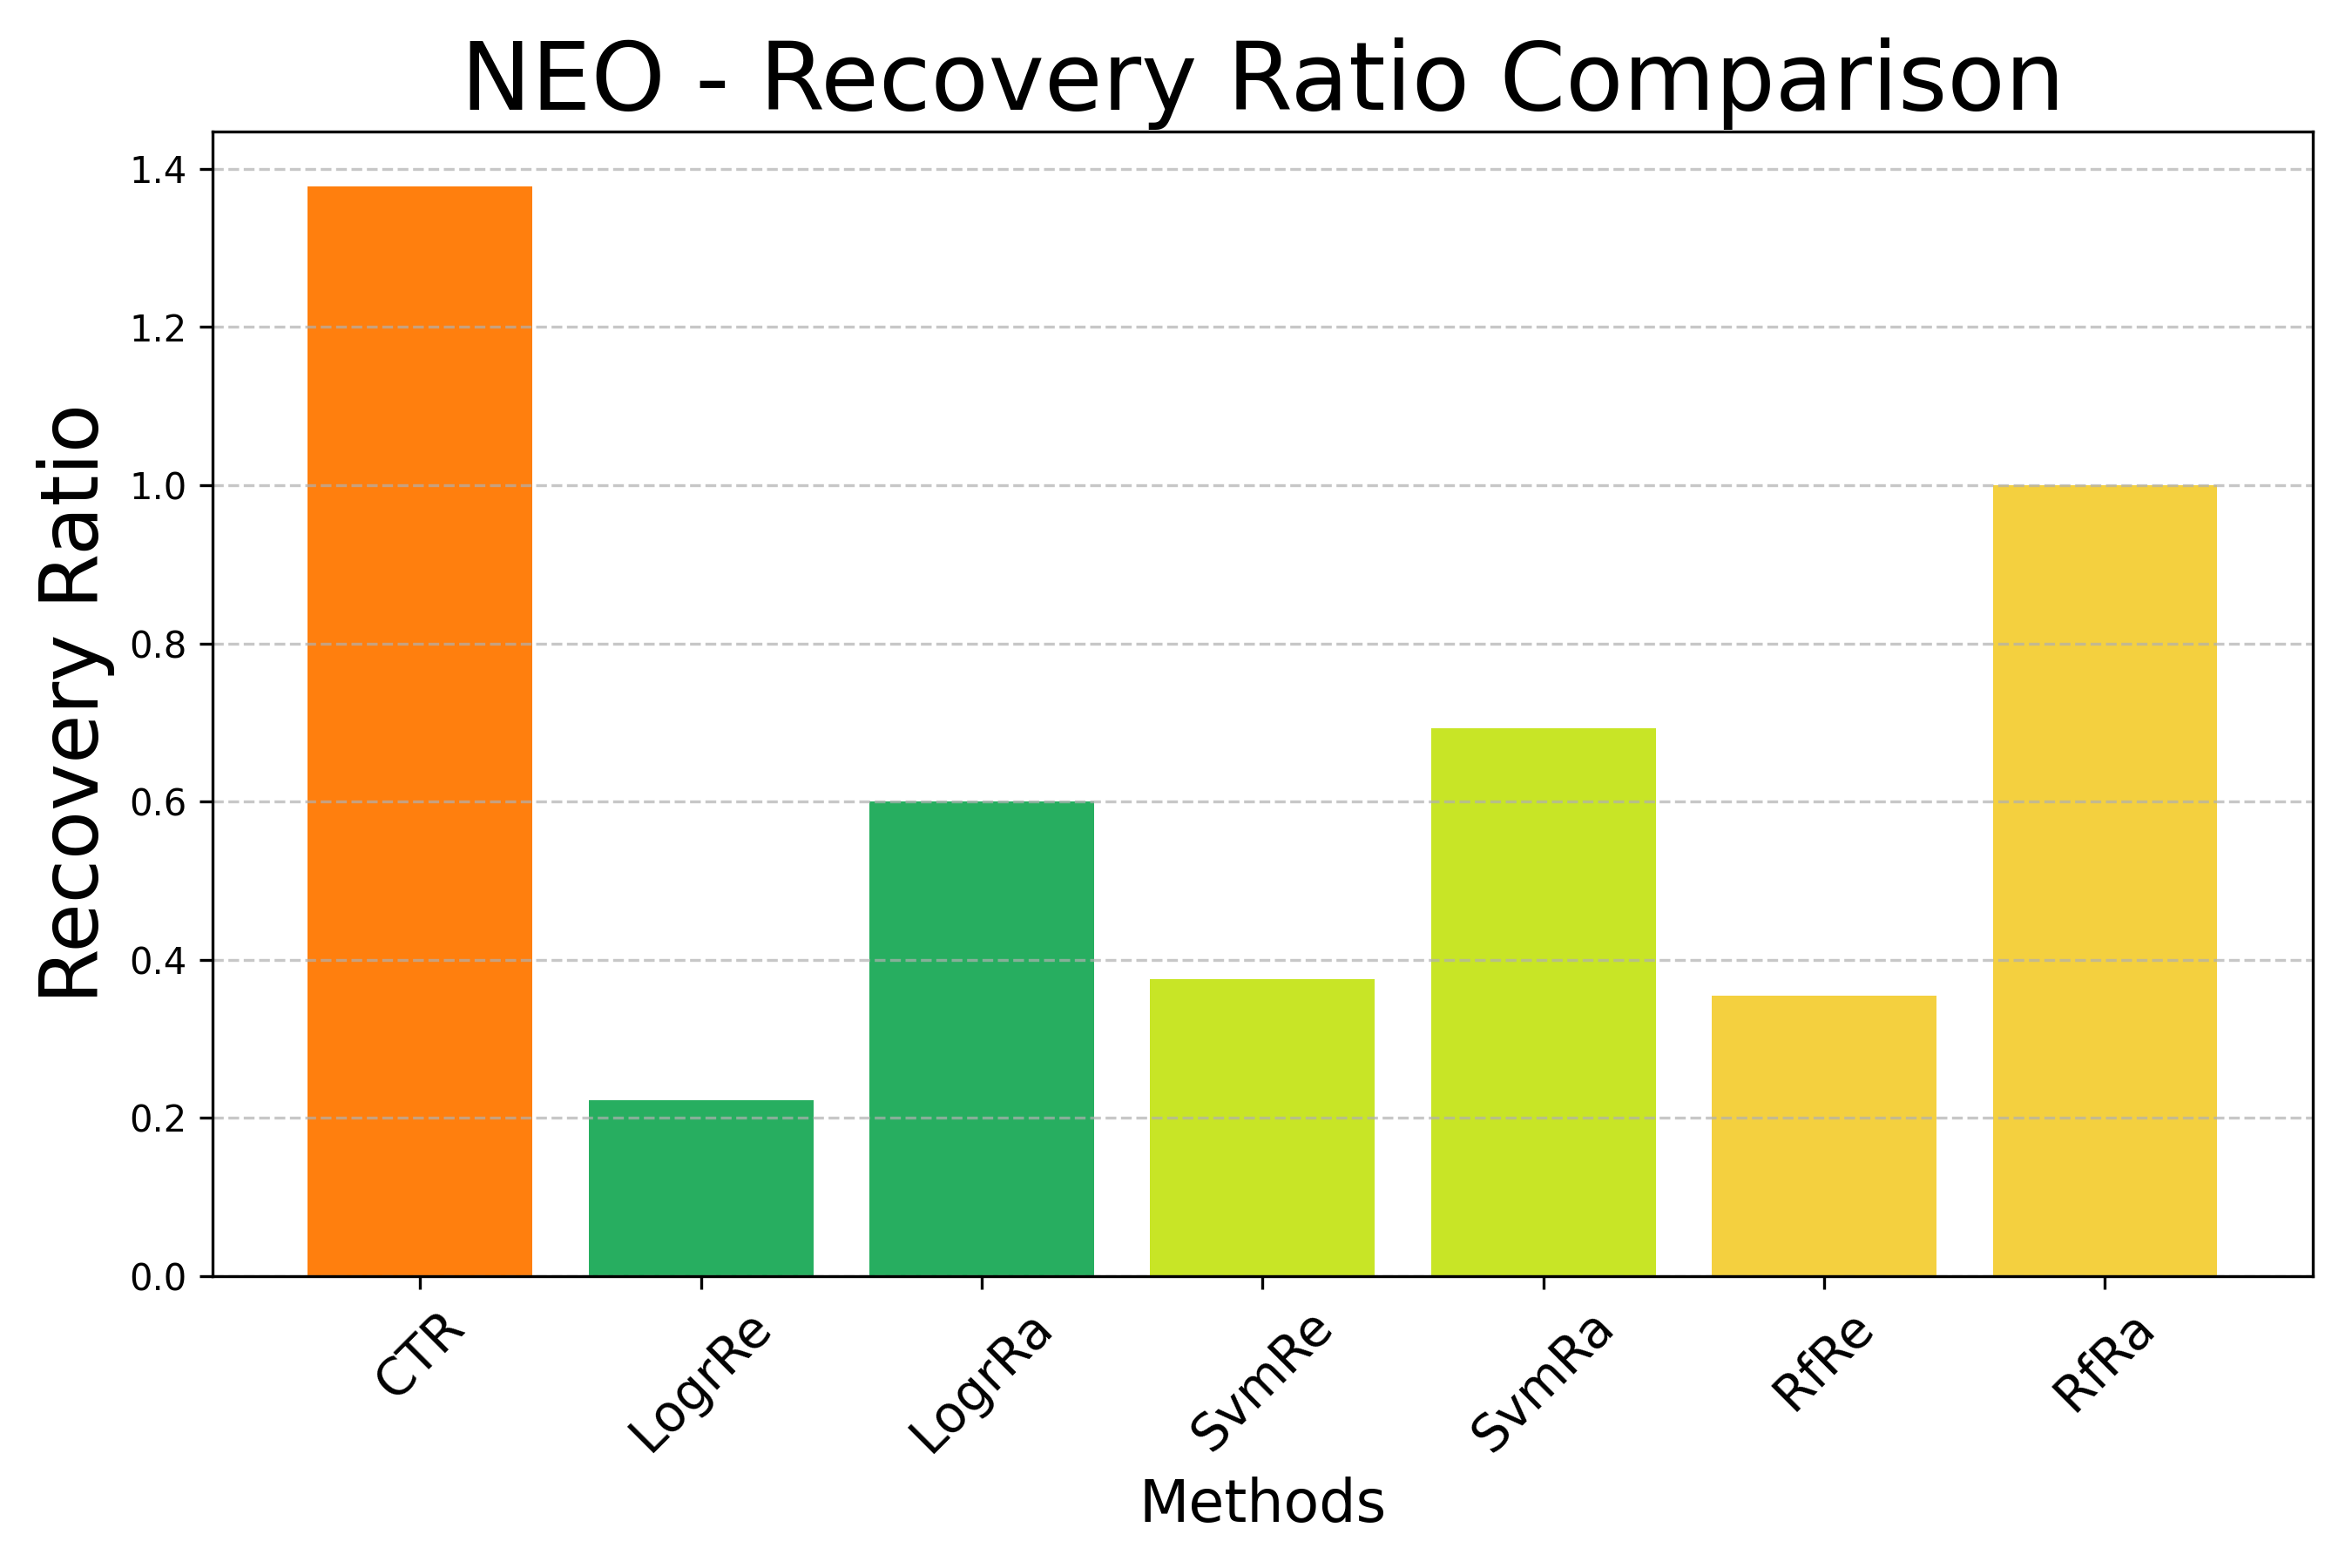 NEO - Recovery Ratio Comparison
Recovery Ratio
1.4
1.2
1.0
0.8
0.6
0.4
0.2
0.0
CTR
LogrRe
LogrRa
SvmRe
SvmRa
RfRe
RfRa
Methods